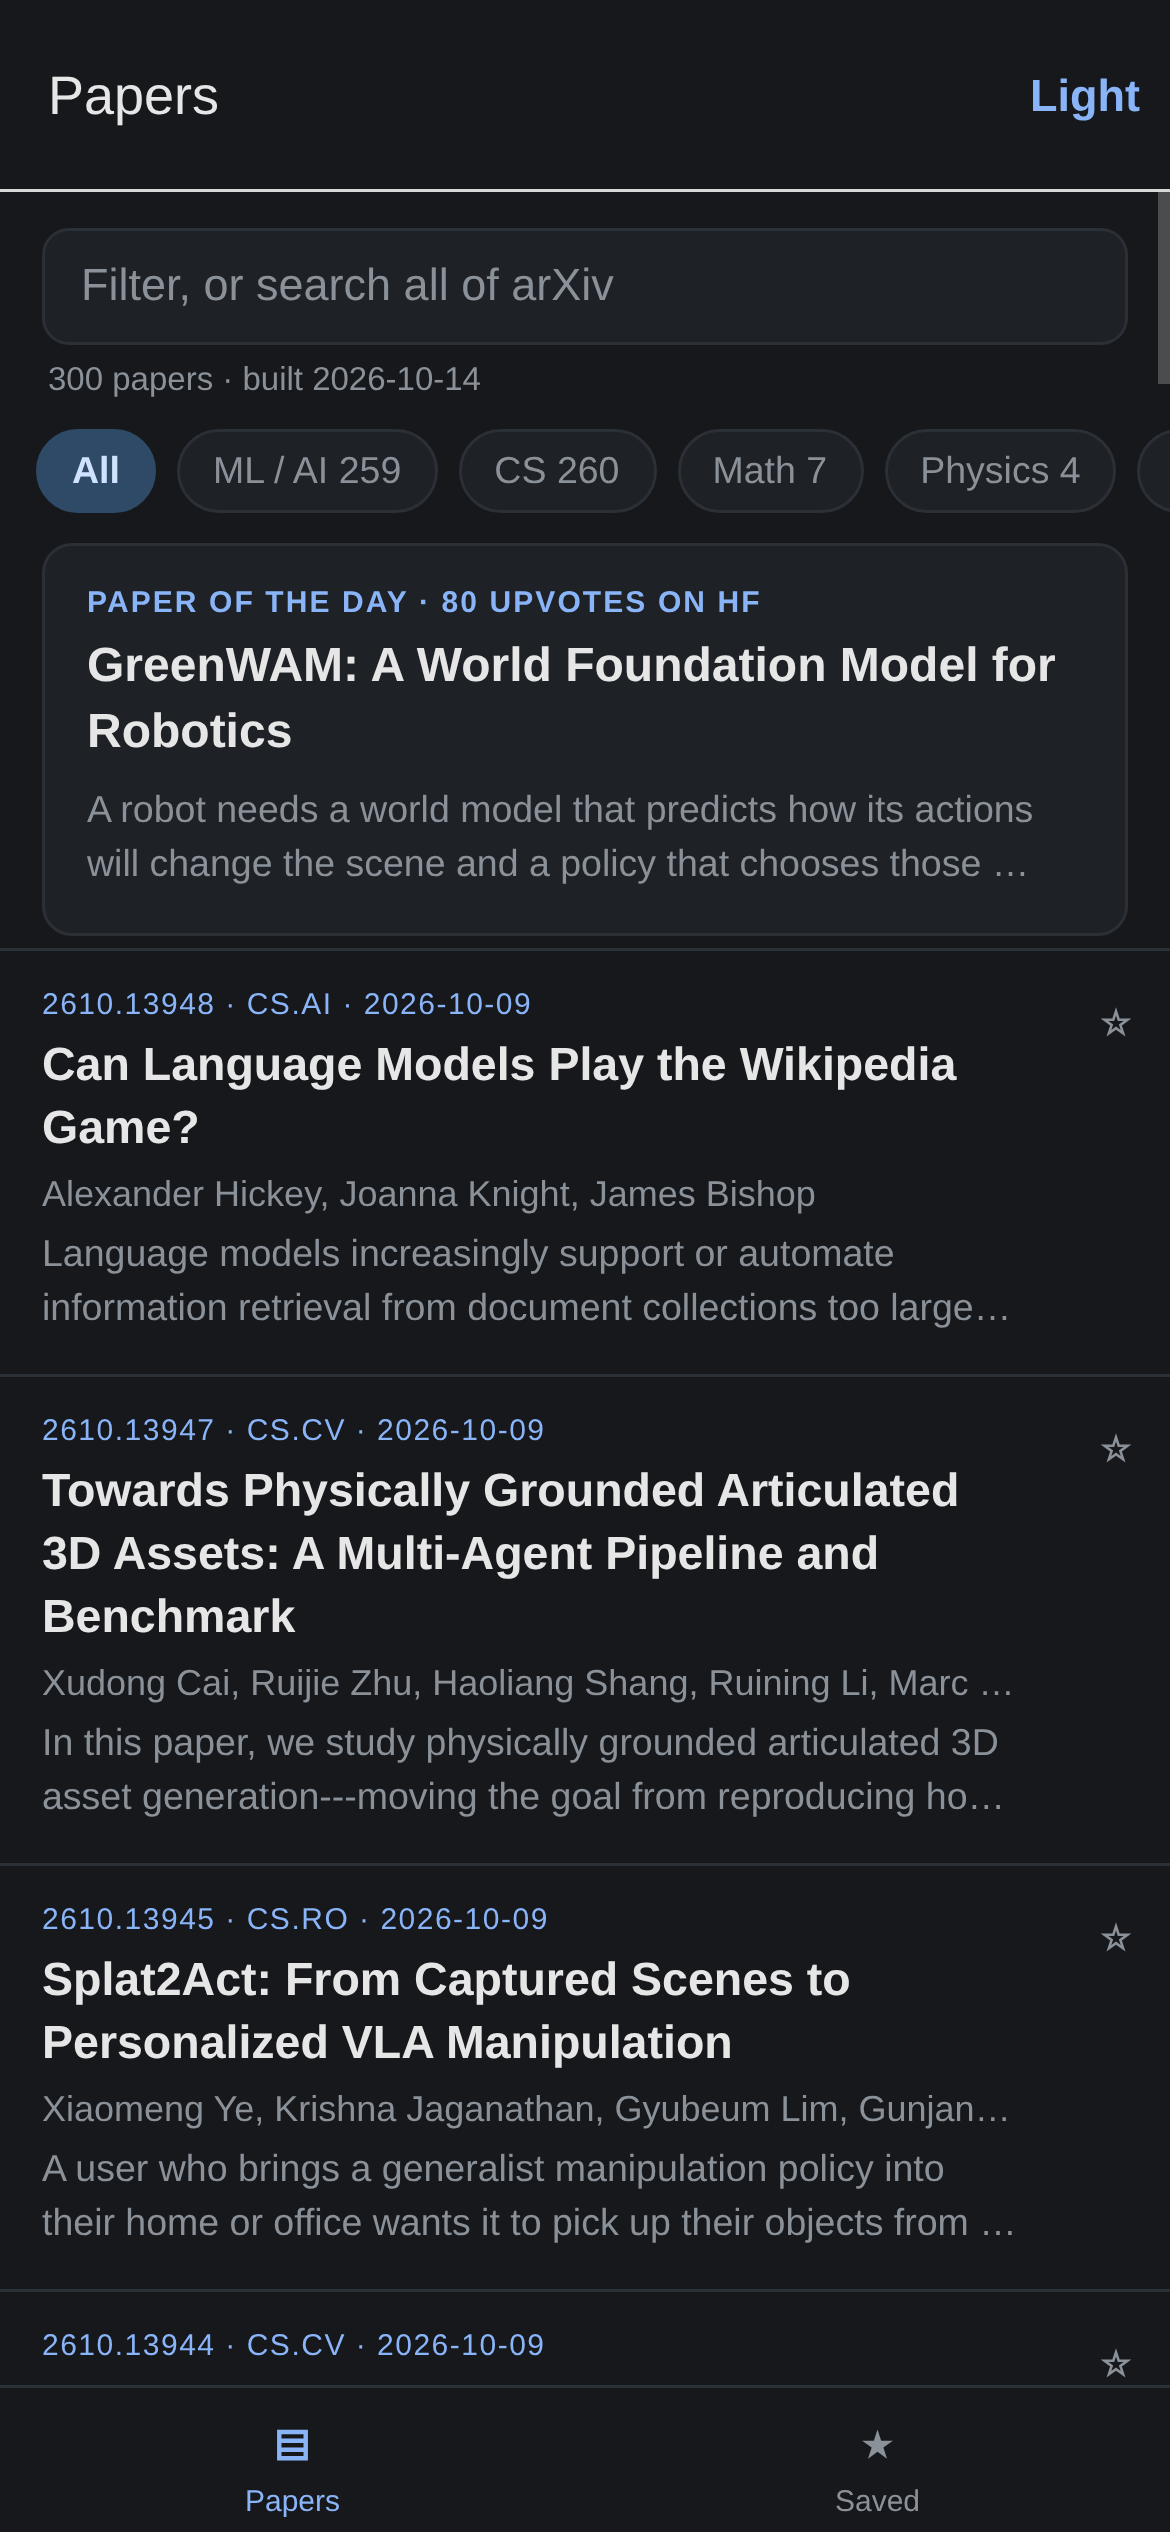 Papers
Light
Filter, or search all of arXiv
300 papers · built 2026-10-14
All
ML / AI 259
CS 260
Math 7
Physics 4
PAPER OF THE DAY · 80 UPVOTES ON HF
GreenWAM: A World Foundation Model for
Robotics
A robot needs a world model that predicts how its actions
will change the scene and a policy that chooses those …
2610.13948 · CS.AI · 2026-10-09
Can Language Models Play the Wikipedia
Game?
Alexander Hickey, Joanna Knight, James Bishop
Language models increasingly support or automate
information retrieval from document collections too large…
2610.13947 · CS.CV · 2026-10-09
Towards Physically Grounded Articulated
3D Assets: A Multi-Agent Pipeline and
Benchmark
Xudong Cai, Ruijie Zhu, Haoliang Shang, Ruining Li, Marc …
In this paper, we study physically grounded articulated 3D
asset generation---moving the goal from reproducing ho…
2610.13945 · CS.RO · 2026-10-09
Splat2Act: From Captured Scenes to
Personalized VLA Manipulation
Xiaomeng Ye, Krishna Jaganathan, Gyubeum Lim, Gunjan…
A user who brings a generalist manipulation policy into
their home or office wants it to pick up their objects from …
2610.13944 · CS.CV · 2026-10-09
Papers
Saved